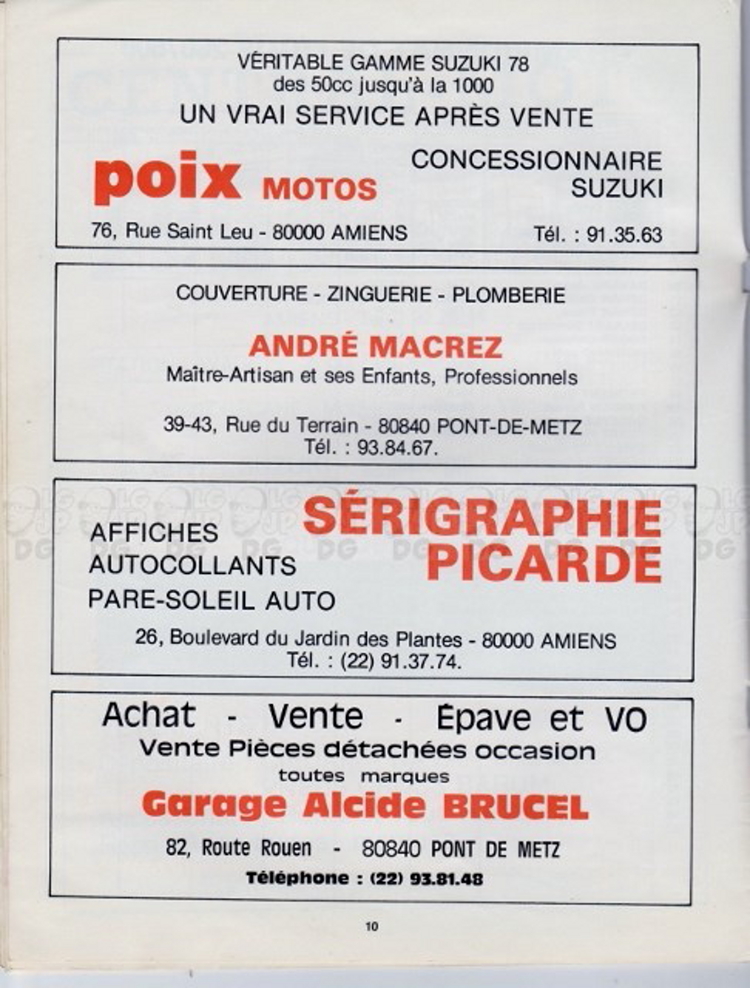 VÉRITABLE GAMME SUZUKI 78
des 50cc jusqu'à la 1000
UN VRAI SERVICE APRÈS VENTE
poix MOTOS
CONCESSIONNAIRE
SUZUKI
76, Rue Saint Leu - 80000 AMIENS
Tél. : 91.35.63
COUVERTURE - ZINGUERIE - PLOMBERIE
ANDRÉ MACREZ
Maître-Artisan et ses Enfants, Professionnels
39-43, Rue du Terrain - 80840 PONT-DE-METZ
Tél. : 93.84.67.
SÉRIGRAPHIE
PICARDE
AFFICHES
AUTOCOLLANTS
PARE-SOLEIL AUTO
26, Boulevard du Jardin des Plantes - 80000 AMIENS
Tél. : (22) 91.37.74.
Achat - Vente - Épave et VO
Vente Pièces détachées occasion
toutes marques
Garage Alcide BRUCEL
82, Route Rouen - 80840 PONT DE METZ
Téléphone : (22) 93.81.48
10